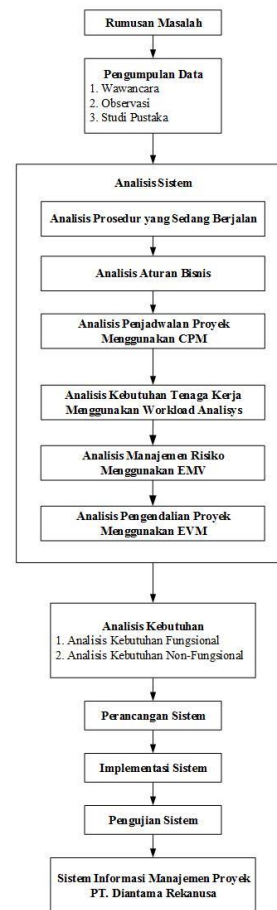 Rumusan Masalah
Pengumpulan Data
1. Wawancara
2. Observasi
3. Studi Pustaka
Analisis Sistem
Analisis Prosedur yang Sedang Berjalan
Analisis Aturan Bisnis
Analisis Penjadwalan Proyek
Menggunakan CPM
Analisis Kebutuhan Tenaga Kerja
Menggunakan Workload Analisys
Analisis Manajemen Risiko
Menggunakan EMV
Analisis Pengendalian Proyek
Menggunakan EVM
Analisis Kebutuhan
1. Analisis Kebutuhan Fungsional
2. Analisis Kebutuhan Non-Fungsional
Perancangan Sistem
Implementasi Sistem
Pengujian Sistem
Sistem Informasi Manajemen Proyek
PT. Diantama Rekanusa